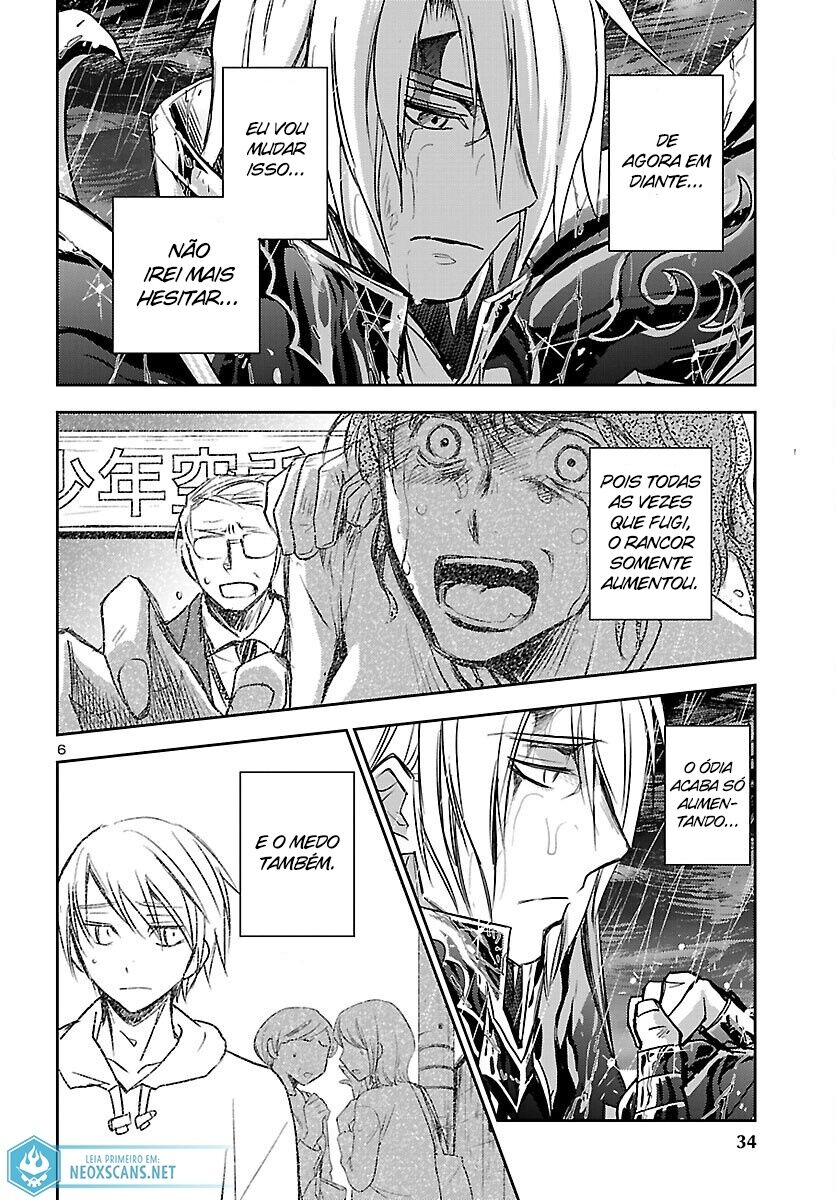 DE
AGORA EM
DIANTE...
EU VOU
MUDAR
ISSO...
NÃO
IREI MAIS
HESITAR...
少年空手
POIS TODAS
AS VEZES
QUE FUGI,
O RANCOR
SOMENTE
AUMENTOU.
O ÓDIA
ACABA SÓ
AUMEN-
TANDO...
6
E O MEDO
TAMBÉM.
34
LEIA PRIMEIRO EM:
NEOXSCANS.NET